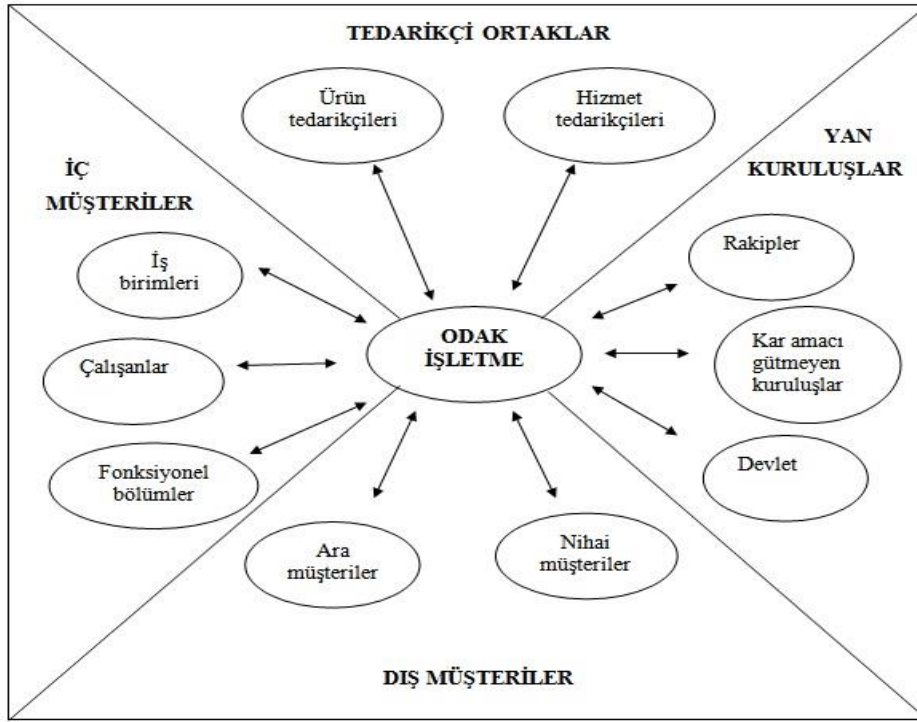 TEDARİKÇİ ORTAKLAR
Ürün
tedarikçileri
Hizmet
tedarikçileri
YAN
KURULUŞLAR
İÇ
MÜŞTERİLER
İş
birimleri
Rakipler
ODAK
İŞLETME
Çalışanlar
Kar amacı
gütmeyen
kuruluşlar
Fonksiyonel
bölümler
Devlet
Ara
müşteriler
Nihai
müşteriler
DIŞ MÜŞTERİLER